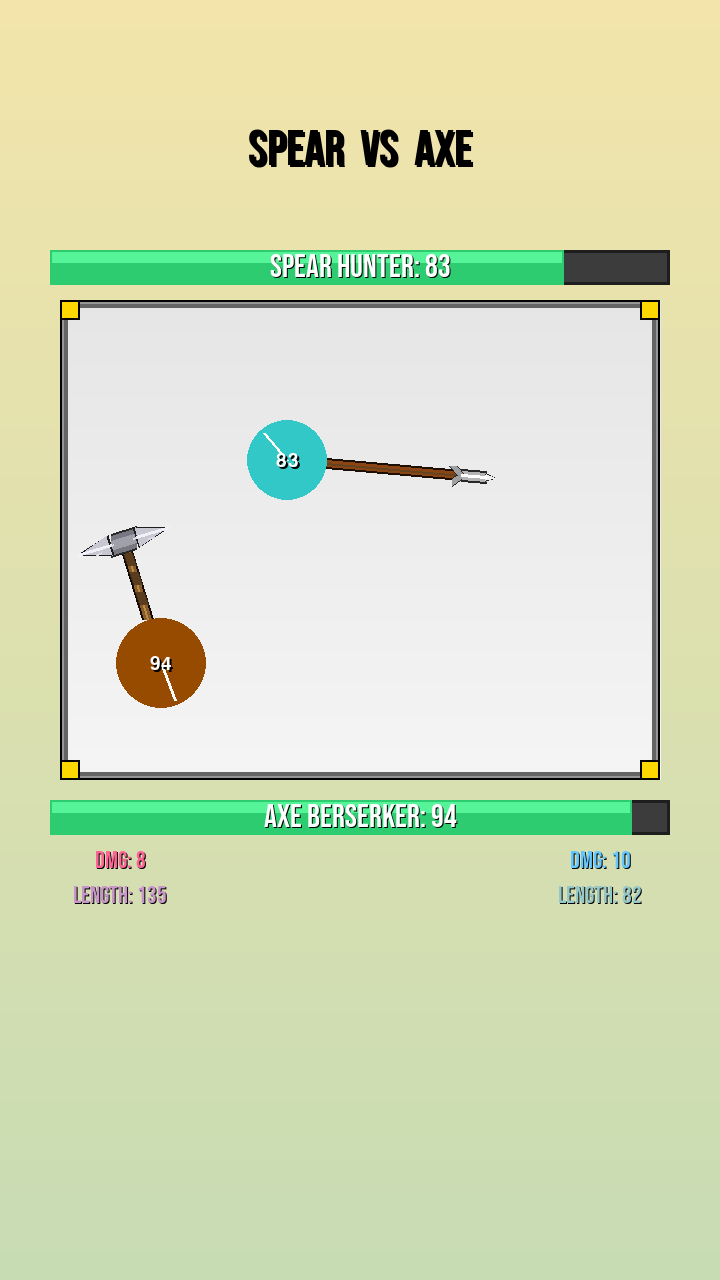 SPEAR VS AXE
SPEAR HUNTER: 83
83
94
AXE BERSERKER: 94
DMG: 8
DMG: 10
LENGTH: 135
LENGTH: 82